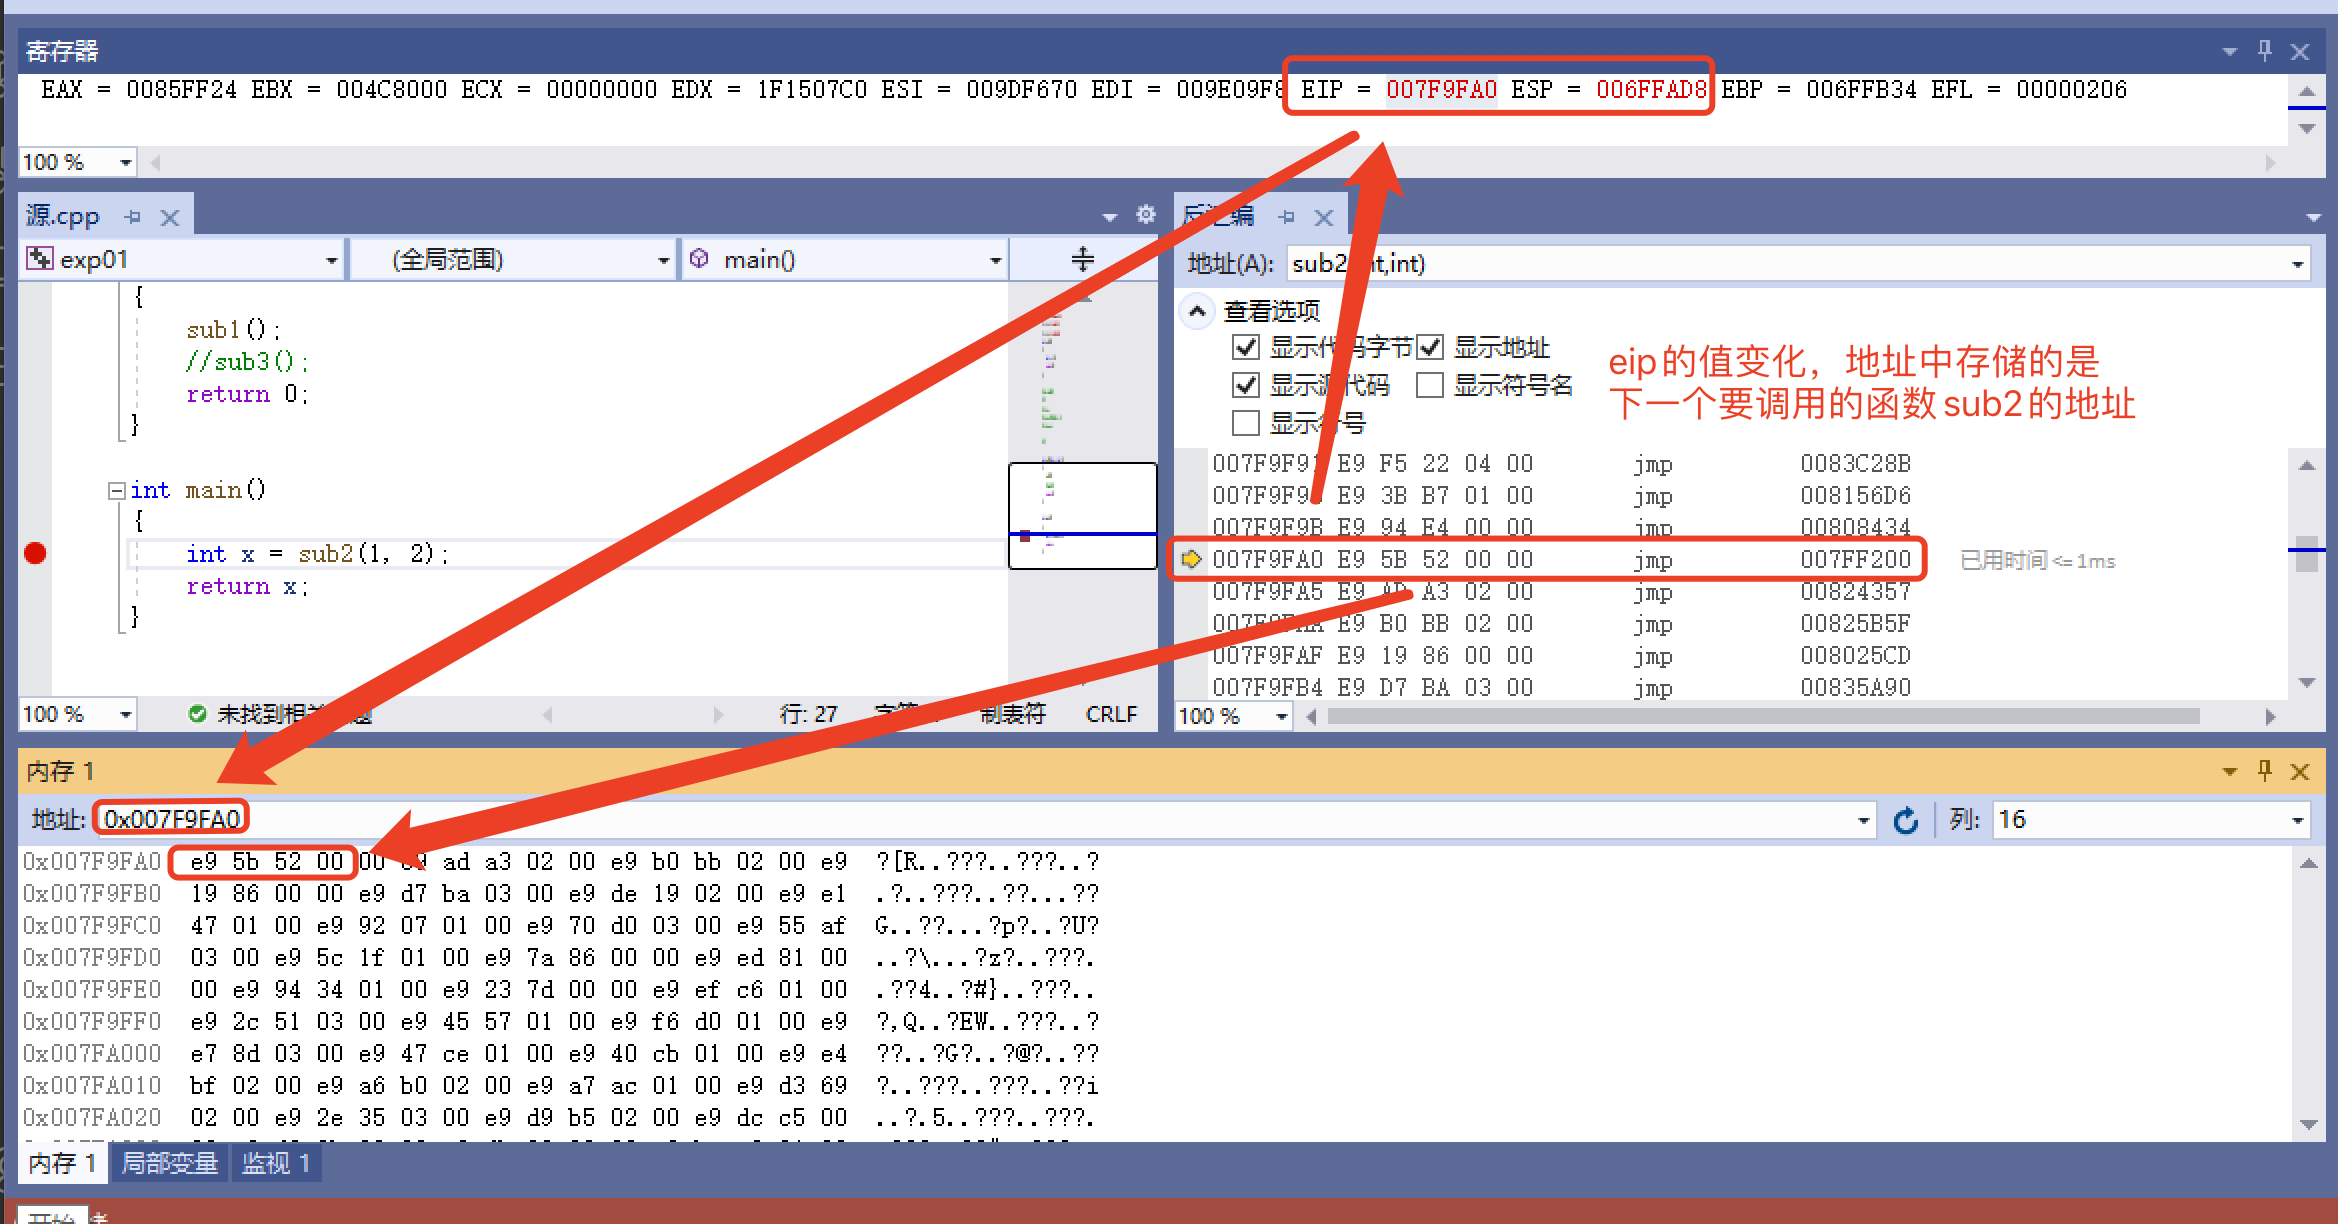 寄存器
EAX = 0085FF24 EBX = 004C8000 ECX = 00000000 EDX = 1F1507C0 ESI = 009DF670 EDI = 009E09F8 EIP = 007F9FA0 ESP = 006FFAD8 EBP = 006FFB34 EFL = 00000206
100 %
源.cpp
exp01 (全局范围) main()
{
sub1();
//sub3();
return 0;
}
int main()
{
int x = sub2(1, 2);
return x;
}
100 % 未找到相关 题 行: 27 制表符 CRLF
反汇编
地址(A): sub2 int,int)
查看选项
显示代码字节 显示地址
显示源代码 显示符号名
显示行号
eip的值变化，地址中存储的是
下一个要调用的函数sub2的地址
007F9F91 E9 F5 22 04 00 jmp 0083C28B
007F9F96 E9 3B B7 01 00 jmp 008156D6
007F9F9B E9 94 E4 00 00 jmp 00808434
007F9FA0 E9 5B 52 00 00 jmp 007FF200 已用时间<=1ms
007F9FA5 E9 AD A3 02 00 jmp 00824357
007F9FAA E9 B0 BB 02 00 jmp 00825B5F
007F9FAF E9 19 86 00 00 jmp 008025CD
007F9FB4 E9 D7 BA 03 00 jmp 00835A90
100 %
内存 1
地址: 0x007F9FA0 列: 16
0x007F9FA0 e9 5b 52 00 00 e9 ad a3 02 00 e9 b0 bb 02 00 e9 ?[R..???..???..?
0x007F9FB0 19 86 00 00 e9 d7 ba 03 00 e9 de 19 02 00 e9 e1 .?..???..??...??
0x007F9FC0 47 01 00 e9 92 07 01 00 e9 70 d0 03 00 e9 55 af G..??...?p?..?U?
0x007F9FD0 03 00 e9 5c 1f 01 00 e9 7a 86 00 00 e9 ed 81 00 ..?\...?z?..???.
0x007F9FE0 00 e9 94 34 01 00 e9 23 7d 00 00 e9 ef c6 01 00 .??4..?#}..???..
0x007F9FF0 e9 2c 51 03 00 e9 45 57 01 00 e9 f6 d0 01 00 e9 ?,Q..?EW..???..?
0x007FA000 e7 8d 03 00 e9 47 ce 01 00 e9 40 cb 01 00 e9 e4 ??..?G?..?@?..??
0x007FA010 bf 02 00 e9 a6 b0 02 00 e9 a7 ac 01 00 e9 d3 69 ?..???..???..??i
0x007FA020 02 00 e9 2e 35 03 00 e9 d9 b5 02 00 e9 dc c5 00 ..?.5..???..???.
内存 1 局部变量 监视 1